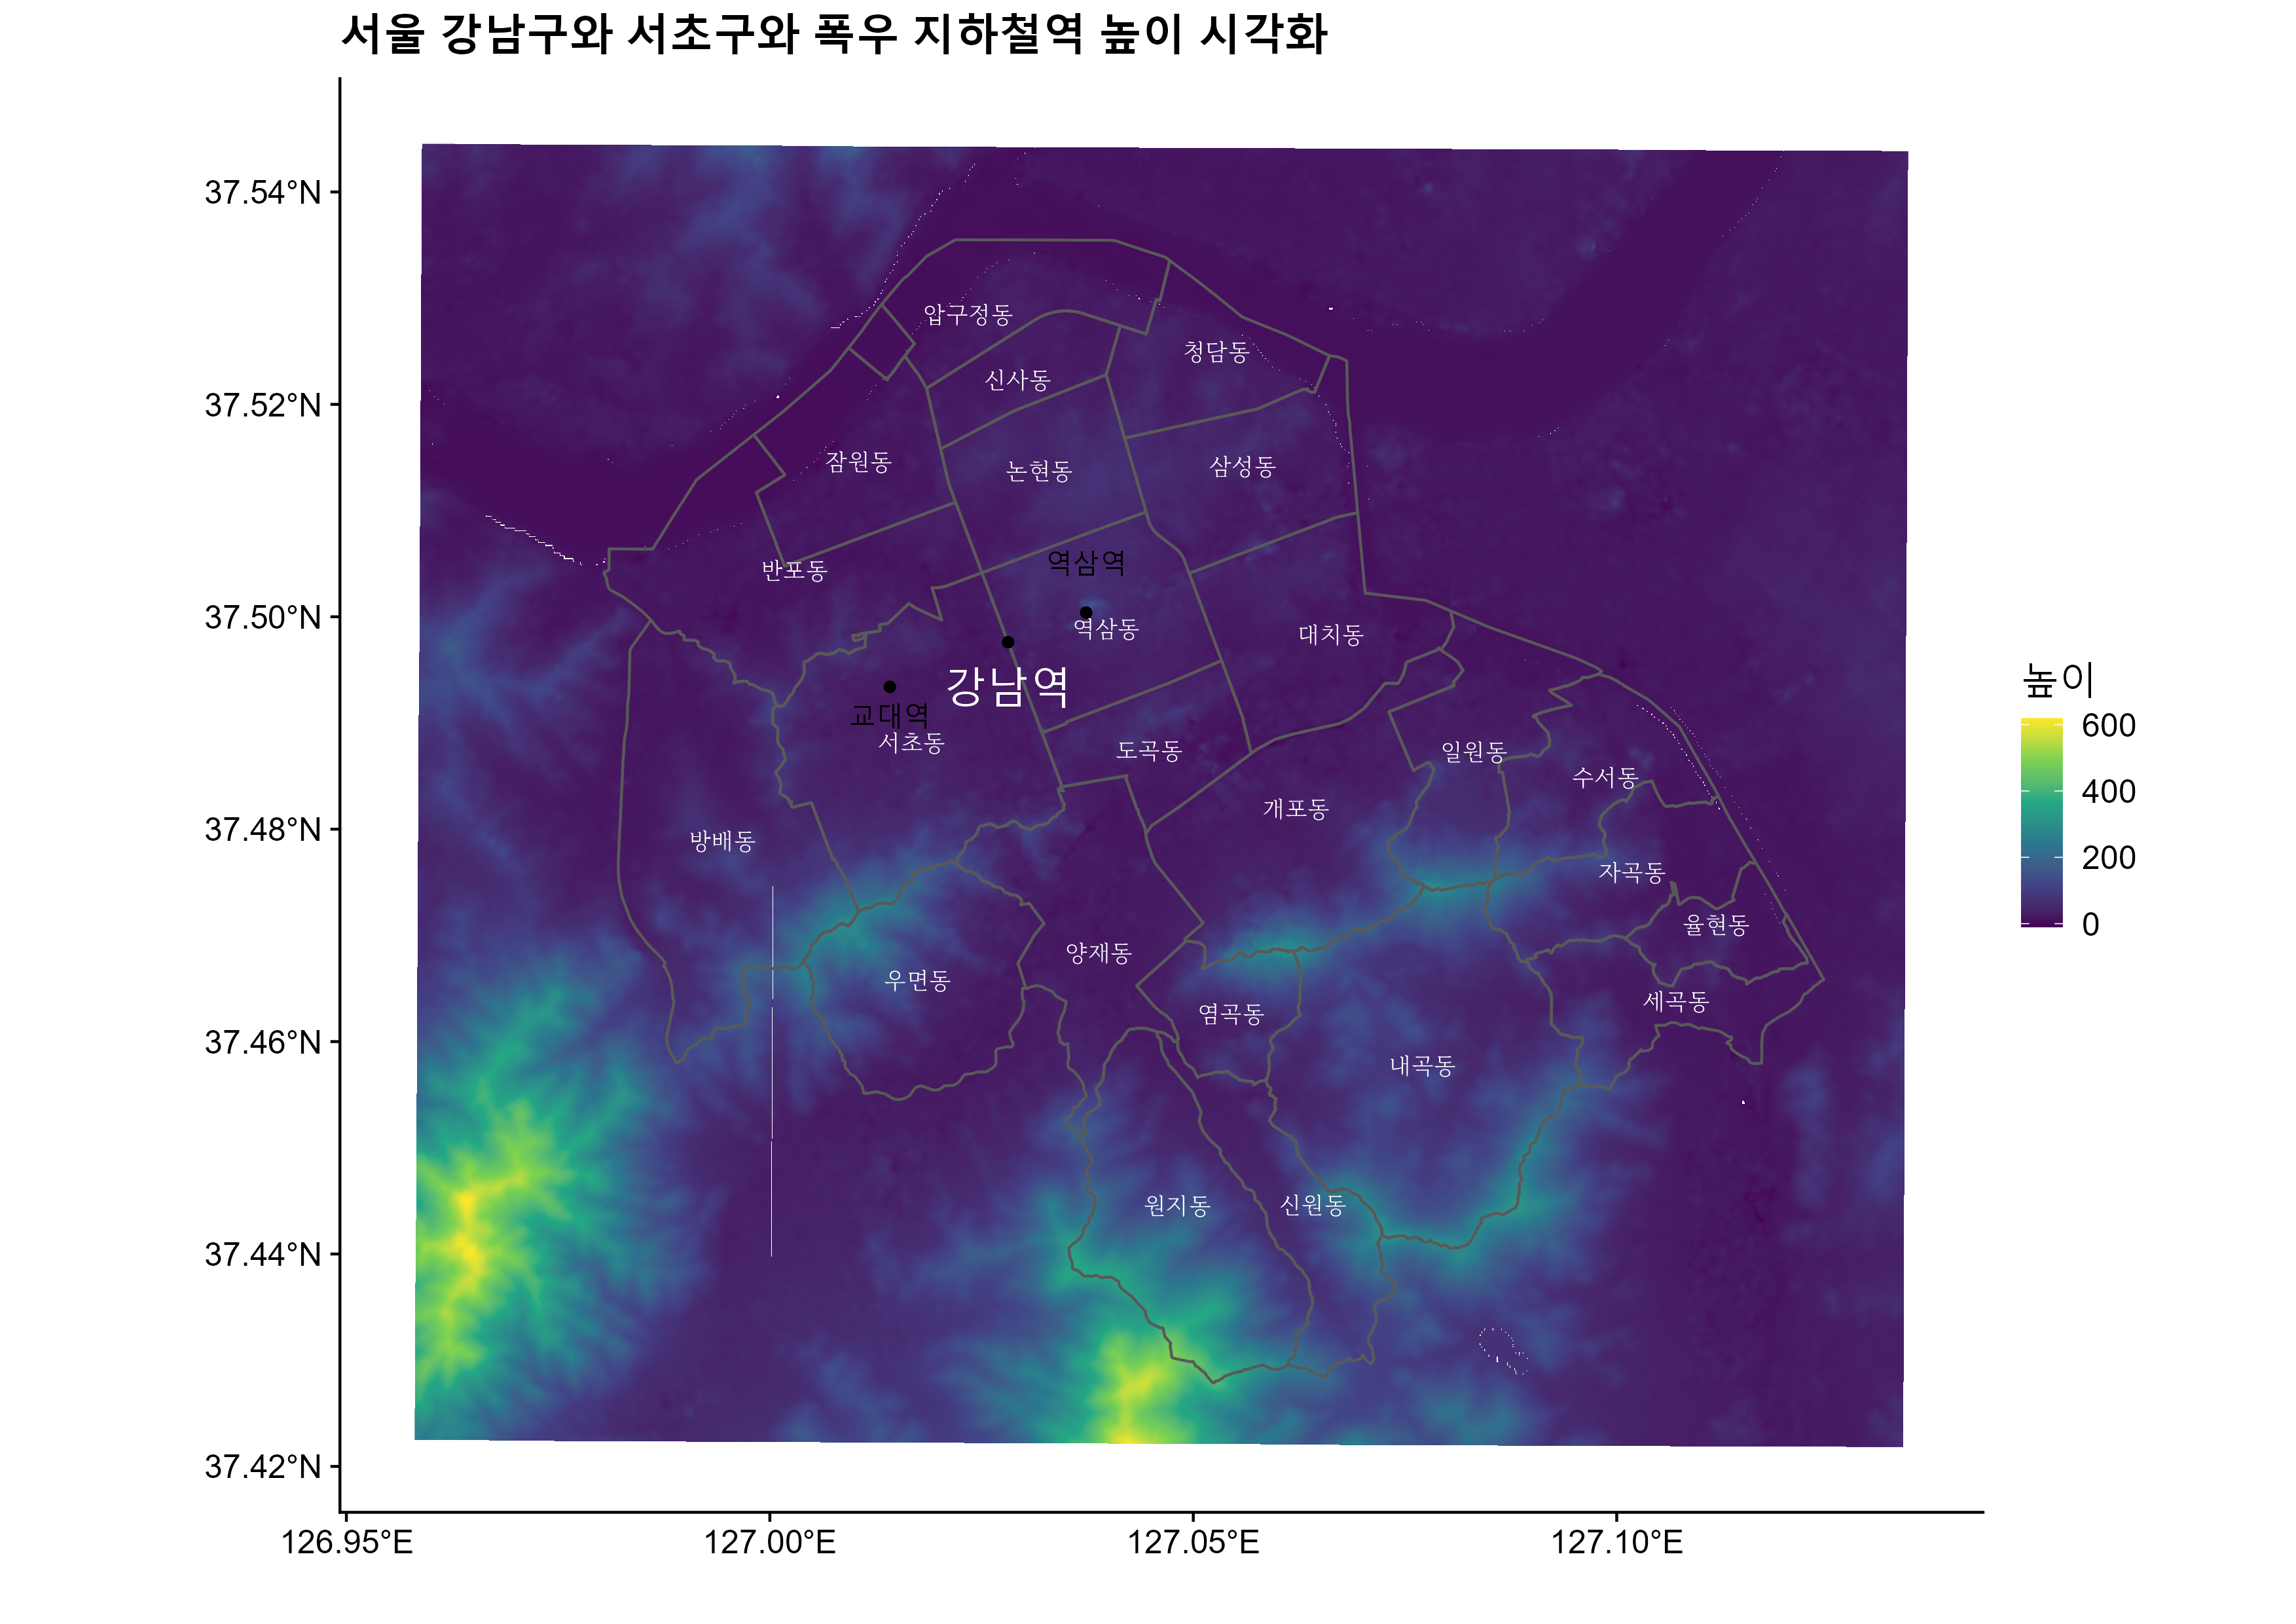 서울 강남구와 서초구와 폭우 지하철역 높이 시각화
37.54°N
37.52°N
37.50°N
37.48°N
37.46°N
37.44°N
37.42°N
126.95°E
127.00°E
127.05°E
127.10°E
압구정동
청담동
신사동
잠원동
논현동
삼성동
역삼역
반포동
역삼동
대치동
강남역
교대역
서초동
도곡동
일원동
수서동
개포동
방배동
자곡동
율현동
양재동
우면동
세곡동
염곡동
내곡동
원지동
신원동
높이
600
400
200
0